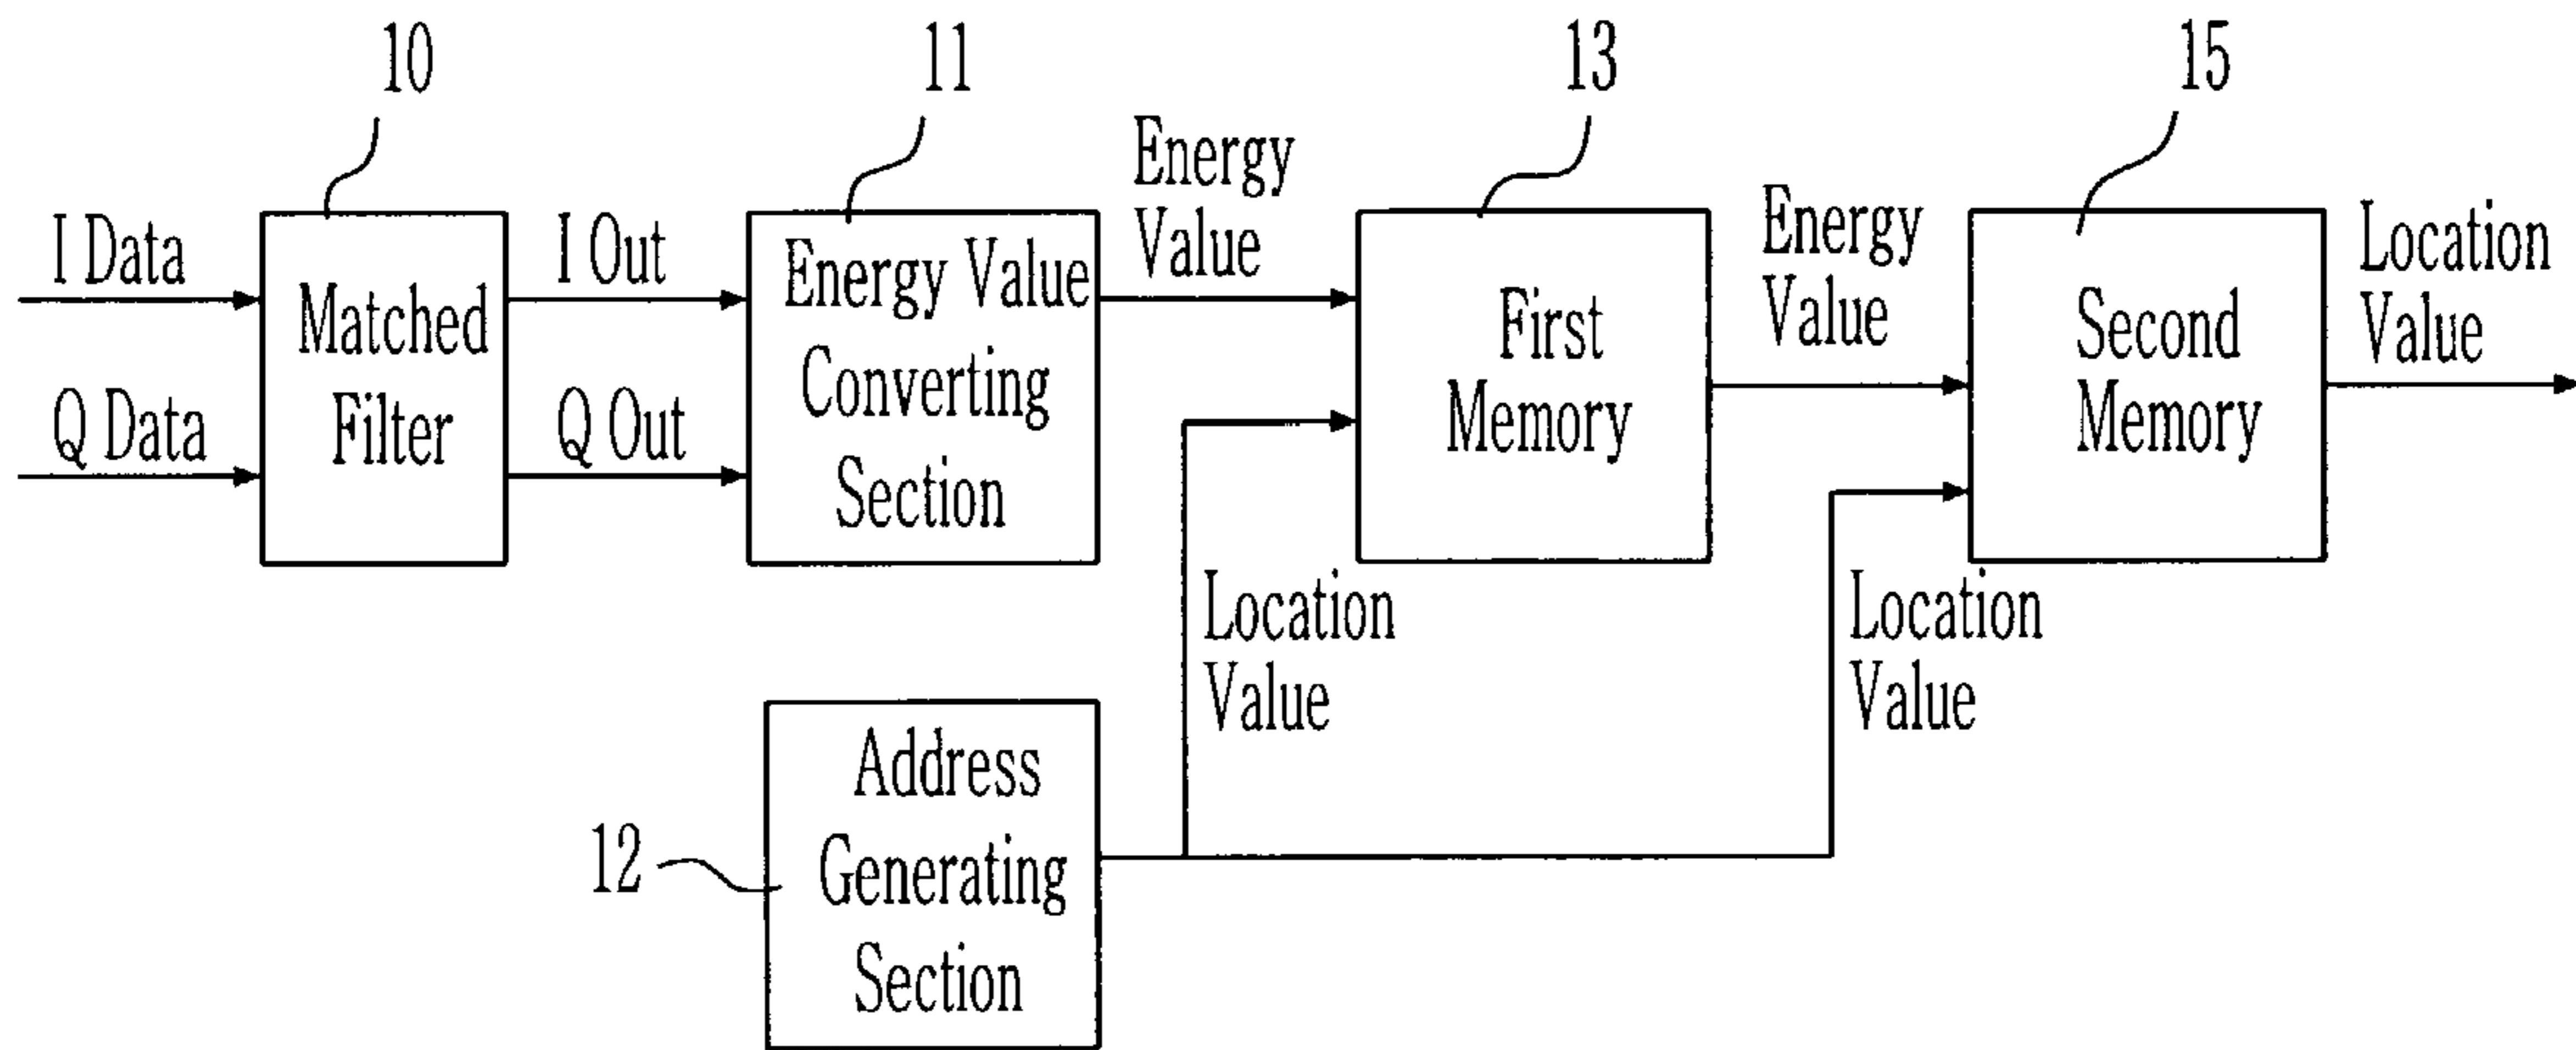 10
11
13
15
I Data
Q Data
Matched
Filter
I Out
Q Out
Energy Value
Converting
Section
Energy
Value
First
Memory
Energy
Value
Second
Memory
Location
Value
Location
Value
Location
Value
12
Address
Generating
Section